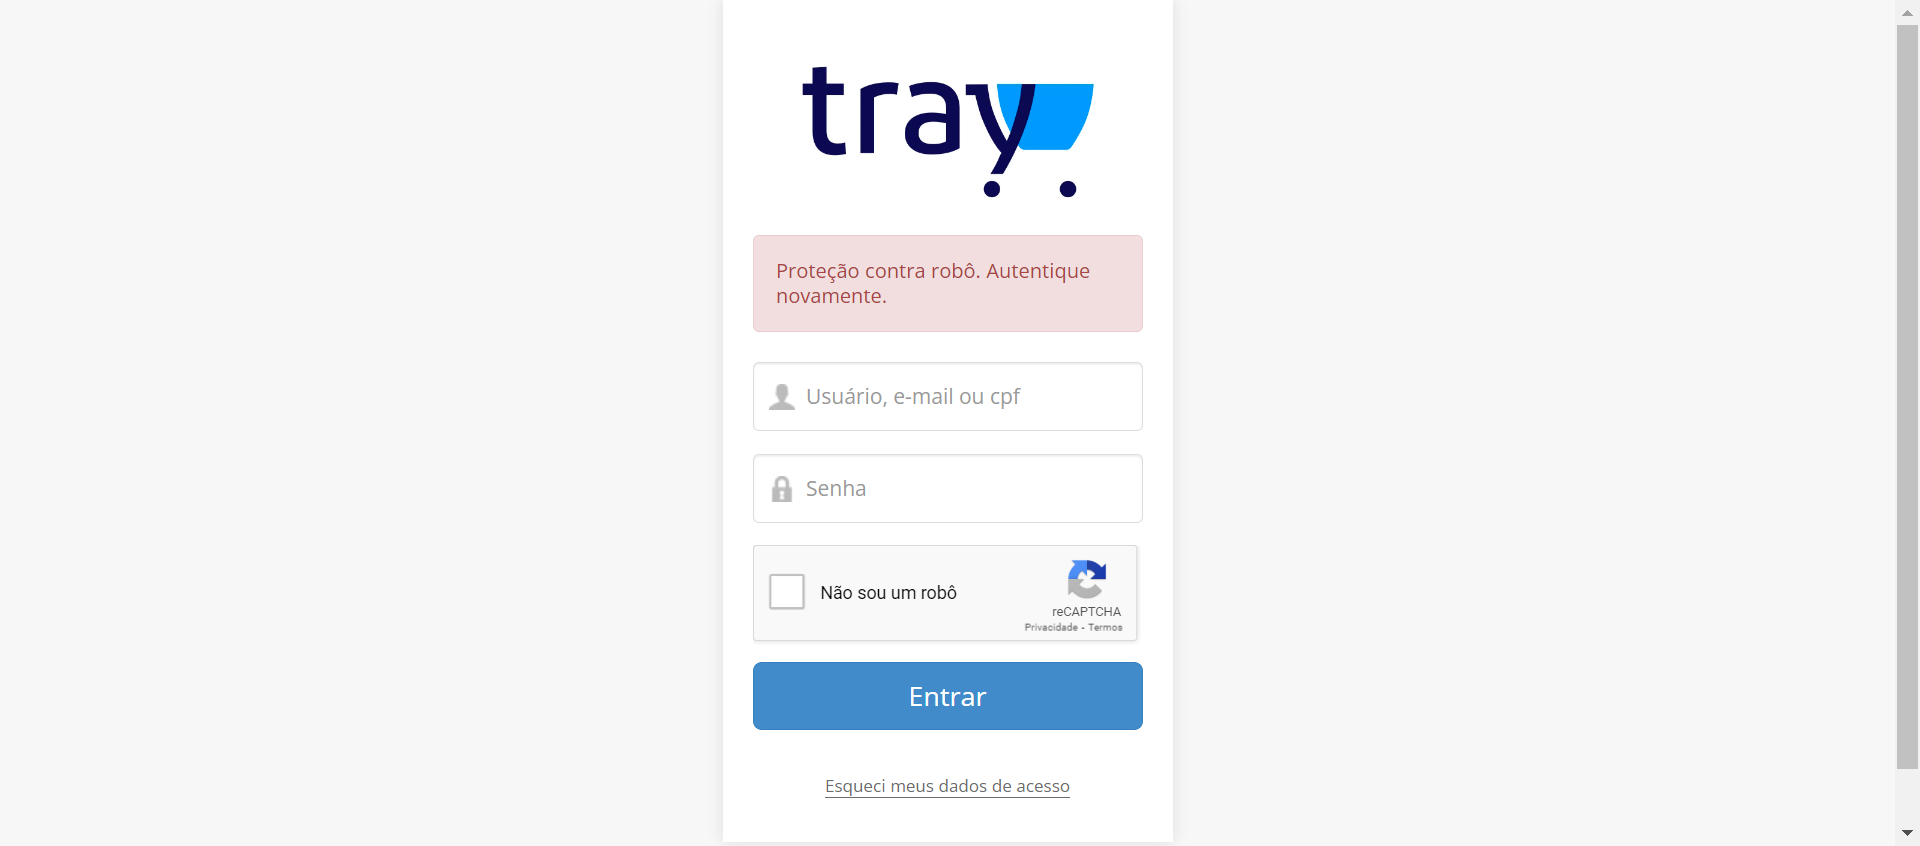 tray
Proteção contra robô. Autentique
novamente.
Usuário, e-mail ou cpf
Senha
Não sou um robô
reCAPTCHA
Privacidade - Termos
Entrar
Esqueci meus dados de acesso